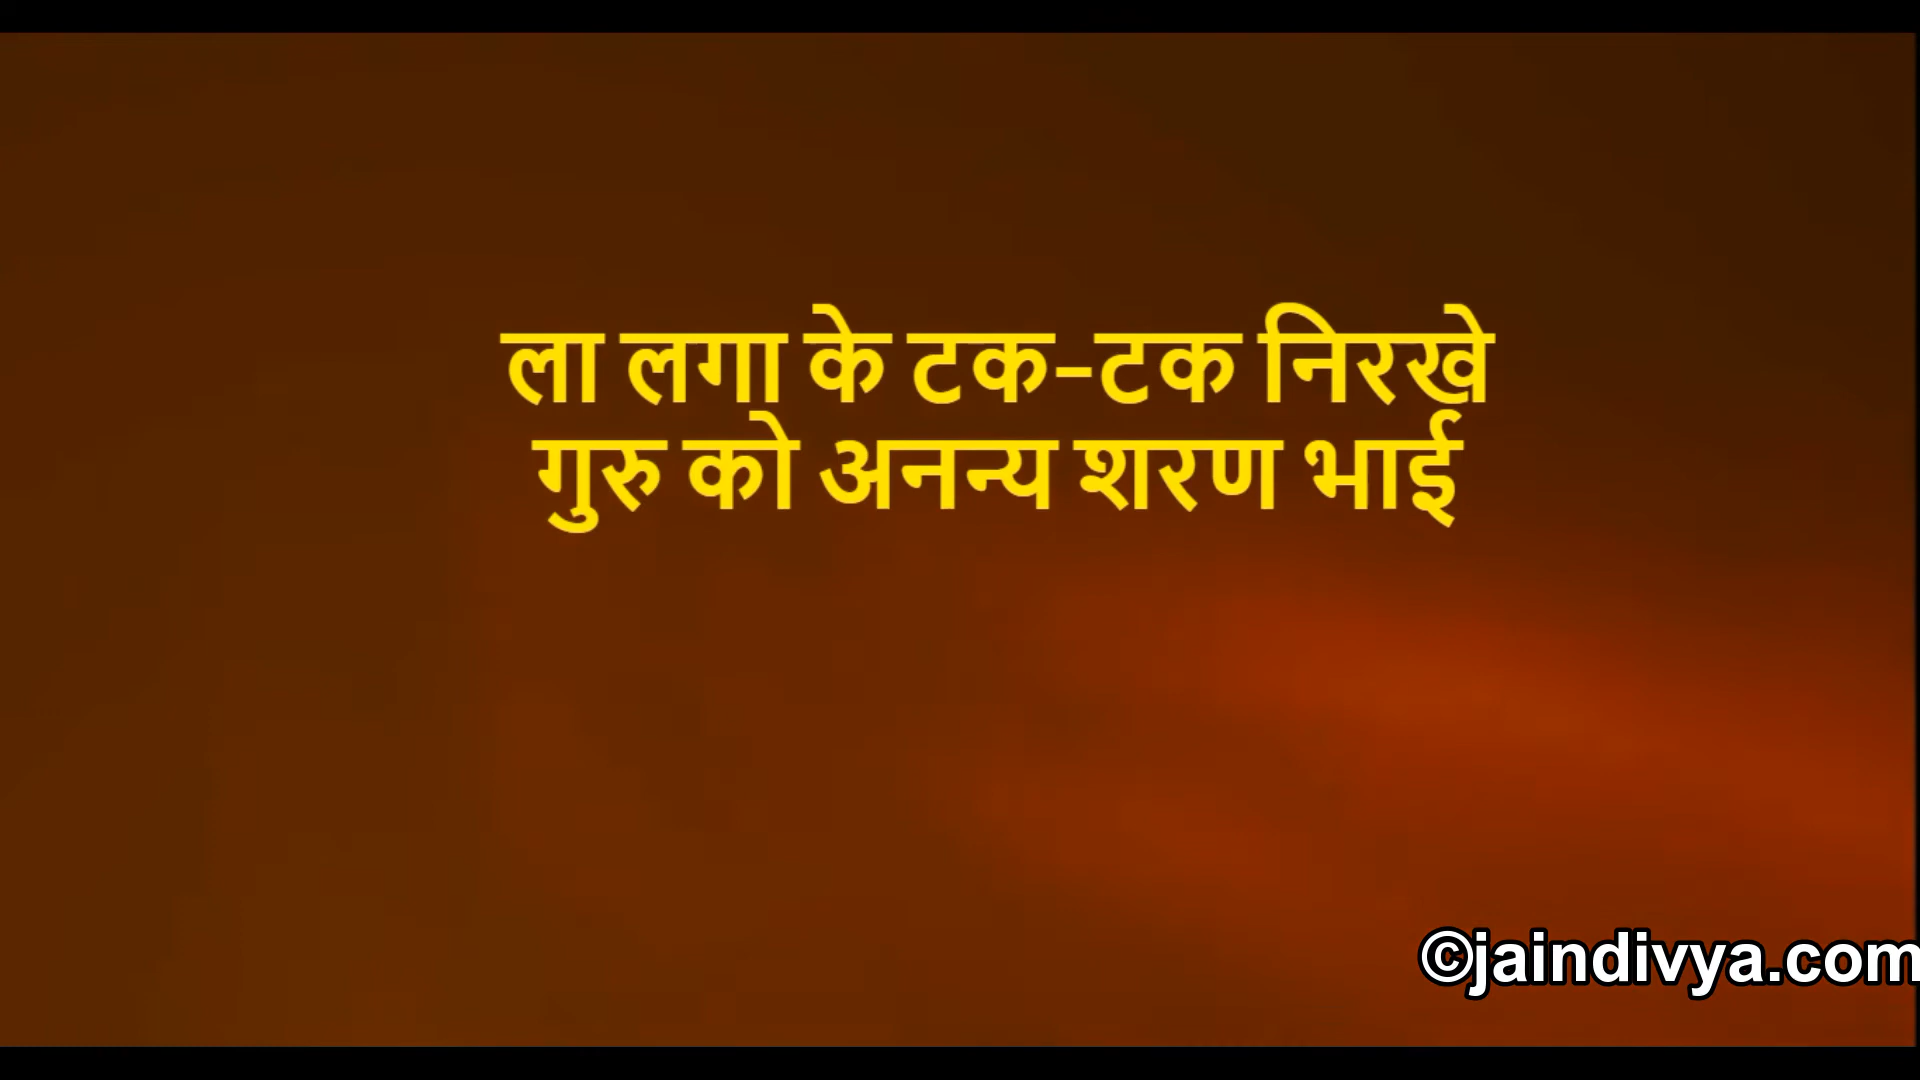 ला लगा के टक-टक निरखे
गुरु को अनन्य शरण भाई
©jaindivya.com